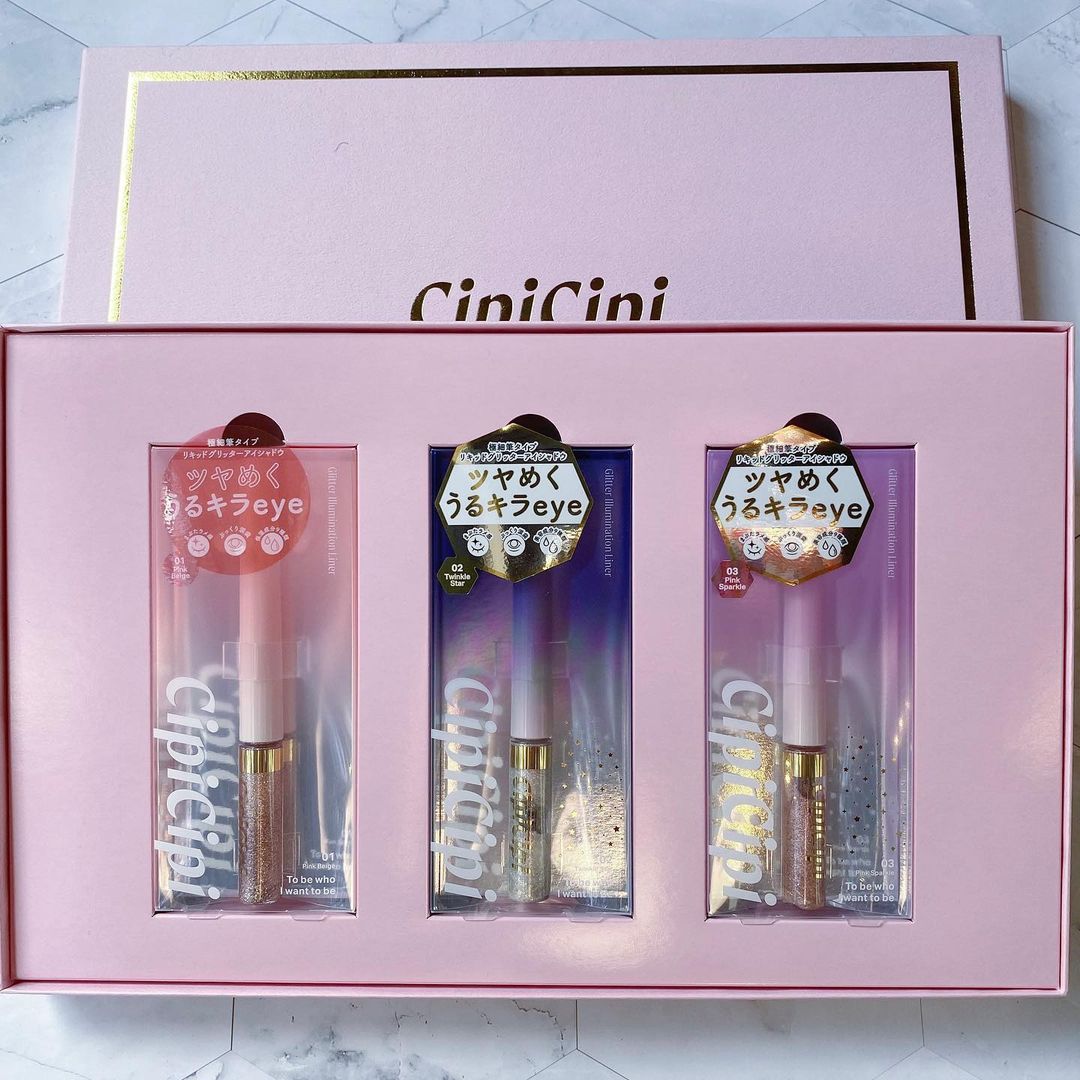 CipiCipi
極細筆タイプ
リキッドグリッターアイシャドウ
ツヤめく
うるキラeye
01
Pink
Beige
Glitter Illumination Liner
cipicipi
01
Pink Beige
To be who
I want to be
極細筆タイプ
リキッドグリッターアイシャドウ
ツヤめく
うるキラeye
02
Twinkle
Star
Glitter Illumination Liner
Cipicipi
To be who
I want to be
極細筆タイプ
リキッドグリッターアイシャドウ
ツヤめく
うるキラeye
03
Pink
Sparkle
Glitter Illumination Liner
Cipicipi
03
Pink Sparkle
To be who
I want to be